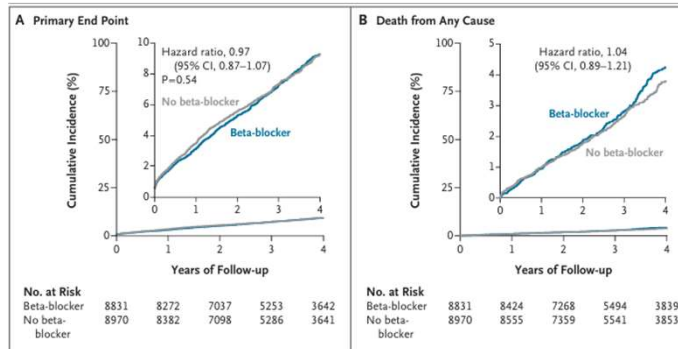 A Primary End Point
Cumulative Incidence (%)
100
75
50
25
0
10
8
6
4
2
0
Hazard ratio, 0.97
(95% CI, 0.87–1.07)
P=0.54
No beta-blocker
Beta-blocker
0 1 2 3 4
0 1 2 3 4
Years of Follow-up
No. at Risk
Beta-blocker 8831 8272 7037 5253 3642
No beta- 8970 8382 7098 5286 3641
blocker
B Death from Any Cause
Cumulative Incidence (%)
100
75
50
25
0
5
4
3
2
1
0
Hazard ratio, 1.04
(95% CI, 0.89–1.21)
Beta-blocker
No beta-blocker
0 1 2 3 4
0 1 2 3 4
Years of Follow-up
No. at Risk
Beta-blocker 8831 8424 7268 5494 3839
No beta- 8970 8555 7359 5541 3853
blocker